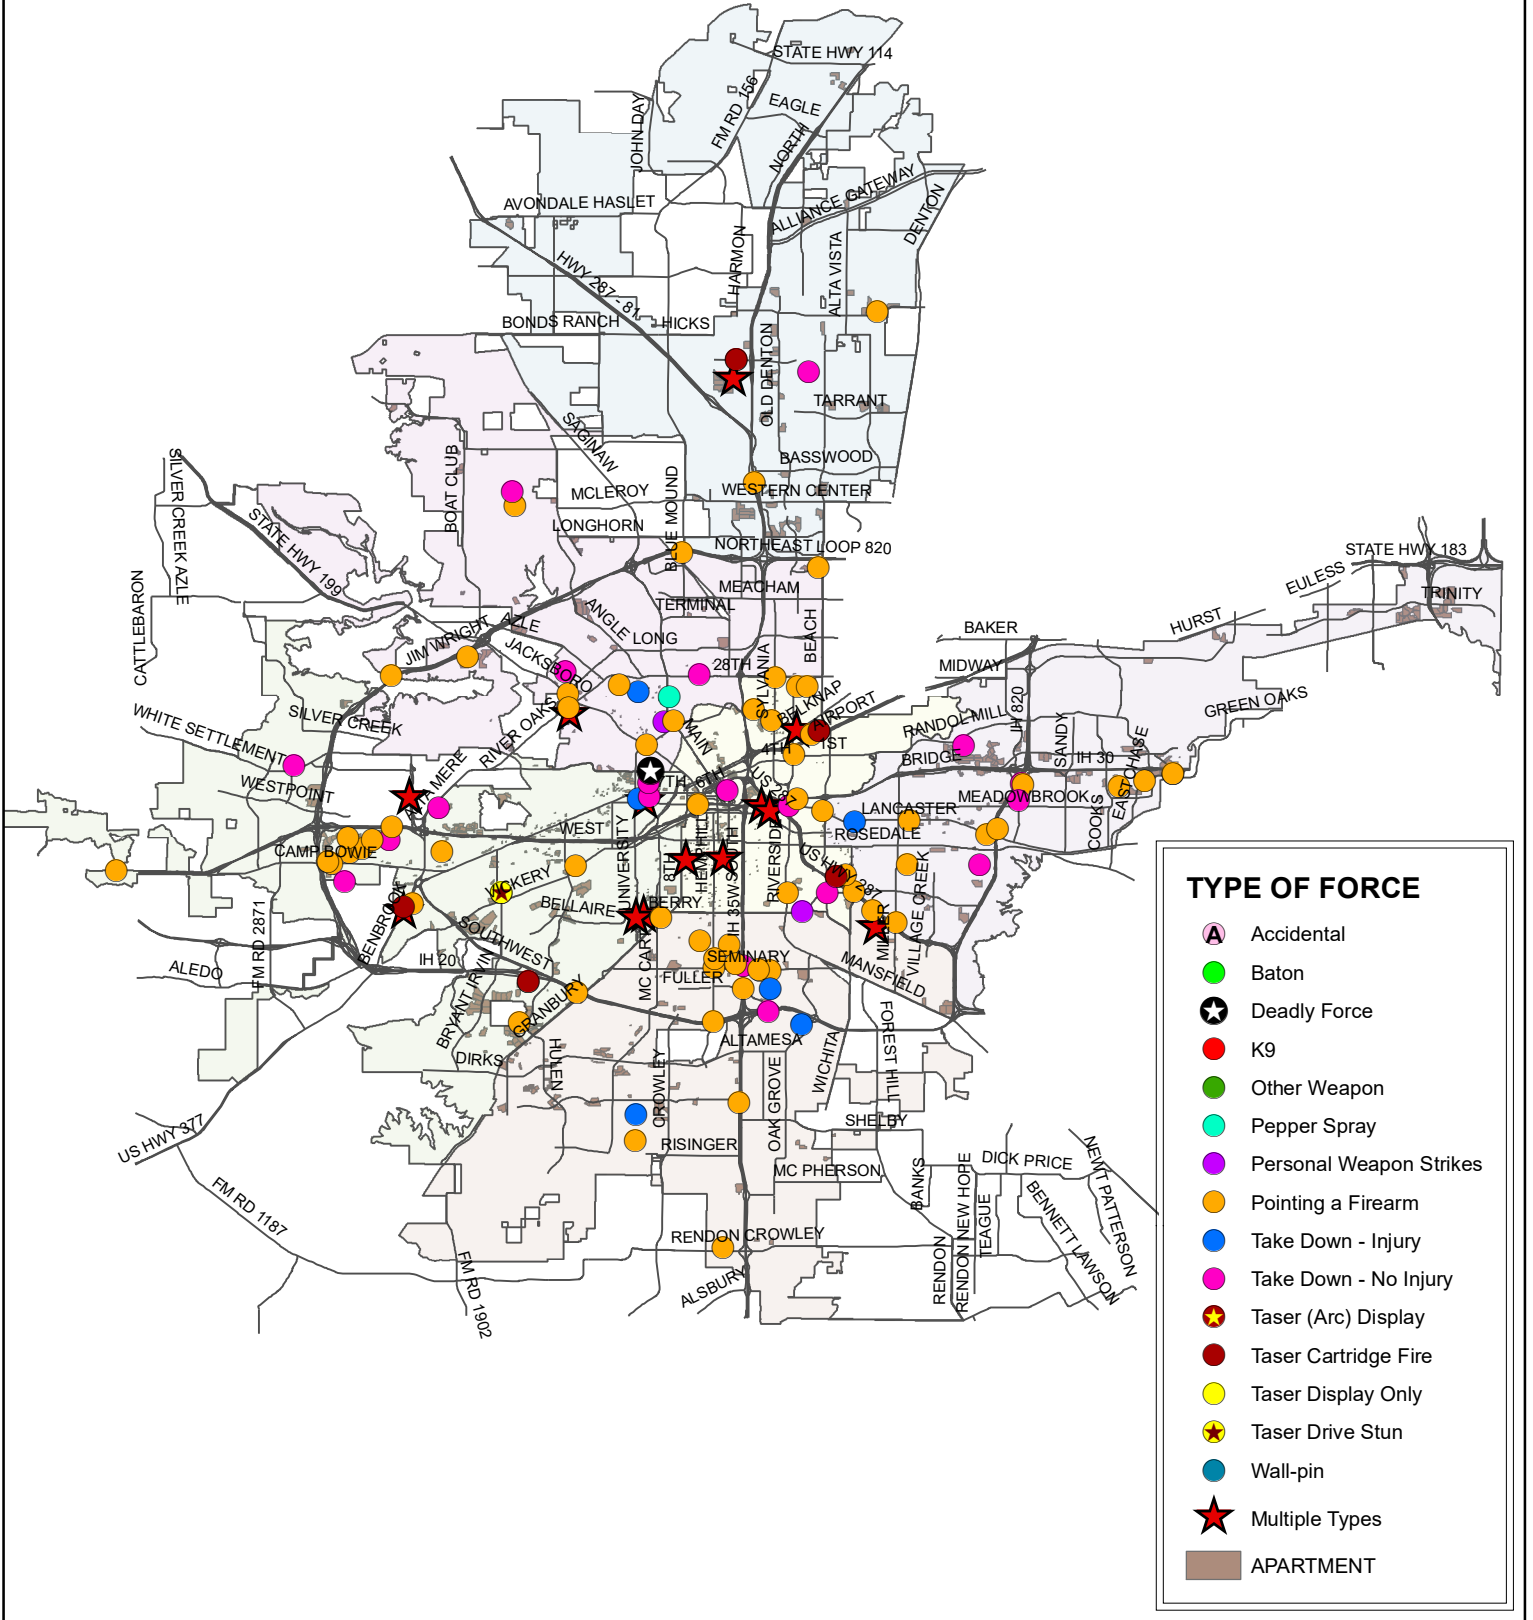 STATE HWY 114
FM RD 156
EAGLE
JOHN DAY
NORTH
ALLIANCE GATEWAY
DENTON
AVONDALE HASLET
HARMON
ALTA VISTA
HWY 287 - 81
BONDS RANCH
HICKS
OLD DENTON
TARRANT
SAGINAW
BASSWOOD
BOAT CLUB
BLUE MOUND
MCLEROY
WESTERN CENTER
SILVER CREEK AZLE
STATE HWY 199
LONGHORN
NORTHEAST LOOP 820
STATE HWY 183
EULESS
TRINITY
CATTLEBARON
MEACHAM
TERMINAL
ANGLE
AZLE
LONG
BEACH
HURST
BAKER
JIM WRIGHT
JACKSBORO
28TH
SYLVANIA
MIDWAY
GREEN OAKS
WHITE SETTLEMENT
SILVER CREEK
RIVER OAKS
MAIN
BELKNAP
AIRPORT
RANDOL MILL
IH 820
SANDY
1ST
4TH
BRIDGE
IH 30
EASTCHASE
WESTPOINT
7TH
6TH
US 287
MEADOWBROOK
COOKS
LANCASTER
WEST
ROSEDALE
CAMP BOWIE
UNIVERSITY
8TH
HEMPHILL
IH 35W SOUTH
RIVERSIDE
US HWY 287
VILLAGE CREEK
VICKERY
BELLAIRE
BERRY
FM RD 2871
BENBROOK
SOUTHWEST
MC CART
MILLER
SEMINARY
MANSFIELD
ALEDO
IH 20
FULLER
BRYANT IRVIN
GRANBURY
ALTAMESA
FOREST HILL
WICHITA
DIRKS
HULEN
CROWLEY
OAK GROVE
US HWY 377
SHELBY
RISINGER
MC PHERSON
BANKS
RENDON NEW HOPE
DICK PRICE
NEWT PATTERSON
TEAGUE
BENNETT LAWSON
FM RD 1187
RENDON CROWLEY
RENDON
FM RD 1902
ALSBURY
TYPE OF FORCE
A Accidental
Baton
Deadly Force
K9
Other Weapon
Pepper Spray
Personal Weapon Strikes
Pointing a Firearm
Take Down - Injury
Take Down - No Injury
Taser (Arc) Display
Taser Cartridge Fire
Taser Display Only
Taser Drive Stun
Wall-pin
Multiple Types
APARTMENT